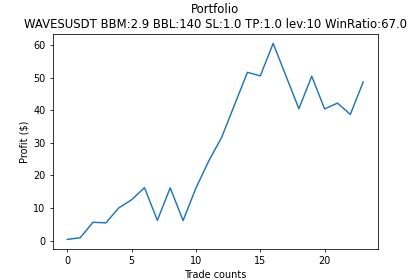 Portfolio
WAVESUSDT BBM:2.9 BBL:140 SL:1.0 TP:1.0 lev:10 WinRatio:67.0
60
50
40
30
20
10
0
Profit ($)
0 5 10 15 20
Trade counts